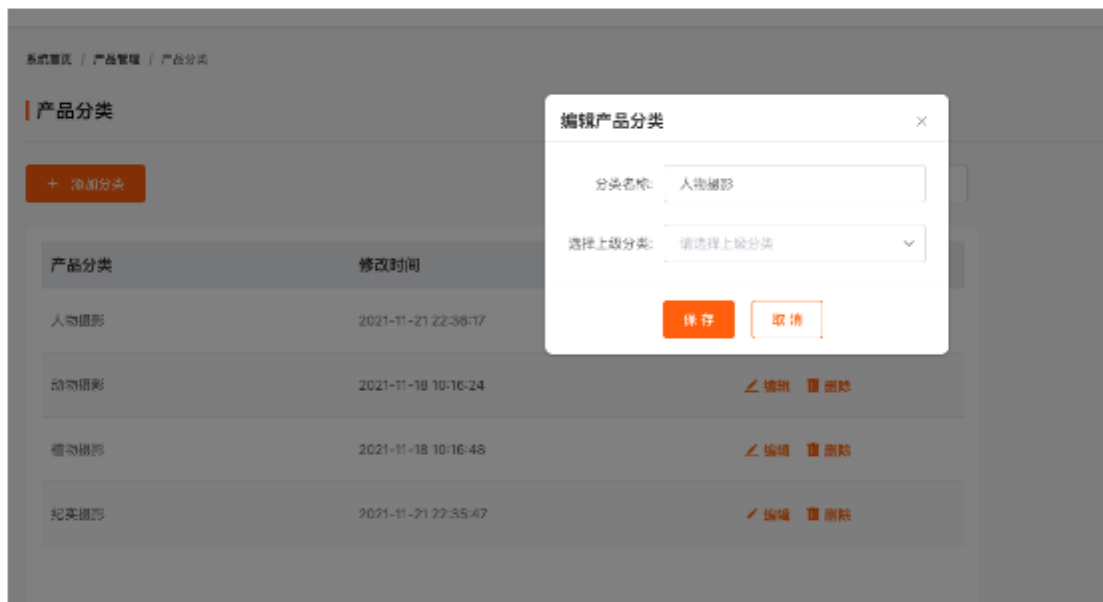 系统首页 / 产品管理 / 产品分类
产品分类
编辑产品分类
+ 添加分类
分类名称: 人物摄影
选择上级分类: 请选择上级分类
保存 取消
产品分类 修改时间
人物摄影 2021-11-21 22:36:17
动物摄影 2021-11-18 10:16:24 编辑 删除
植物摄影 2021-11-18 10:16:48 编辑 删除
纪实摄影 2021-11-21 22:35:47 编辑 删除